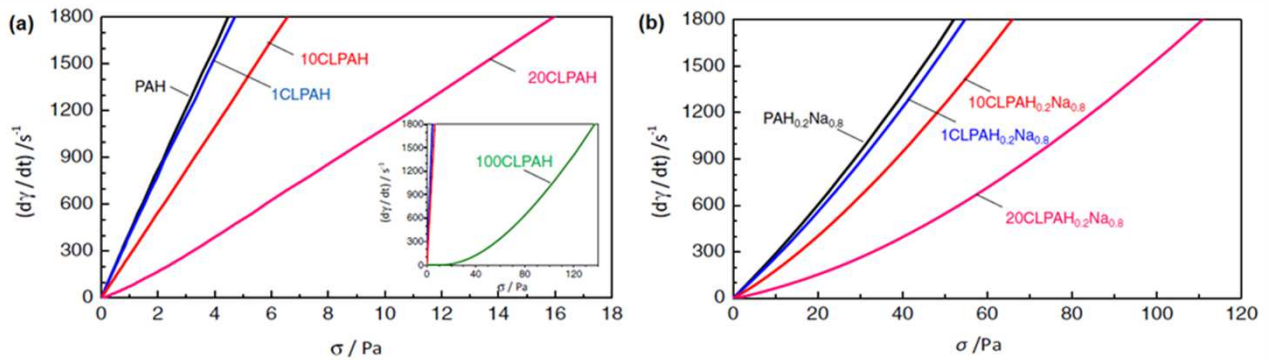 (a)
1800
1500
1200
900
600
300
0
(dγ / dt) /s⁻¹
PAH
1CLPAH
10CLPAH
20CLPAH
0 2 4 6 8 10 12 14 16 18
σ / Pa
1800
1500
1200
900
600
300
0
(dγ / dt) / s⁻¹
100CLPAH
0 40 80 120
σ / Pa
(b)
1800
1500
1200
900
600
300
0
(dγ / dt) /s⁻¹
PAH₀.₂Na₀.₈
1CLPAH₀.₂Na₀.₈
10CLPAH₀.₂Na₀.₈
20CLPAH₀.₂Na₀.₈
0 20 40 60 80 100 120
σ / Pa